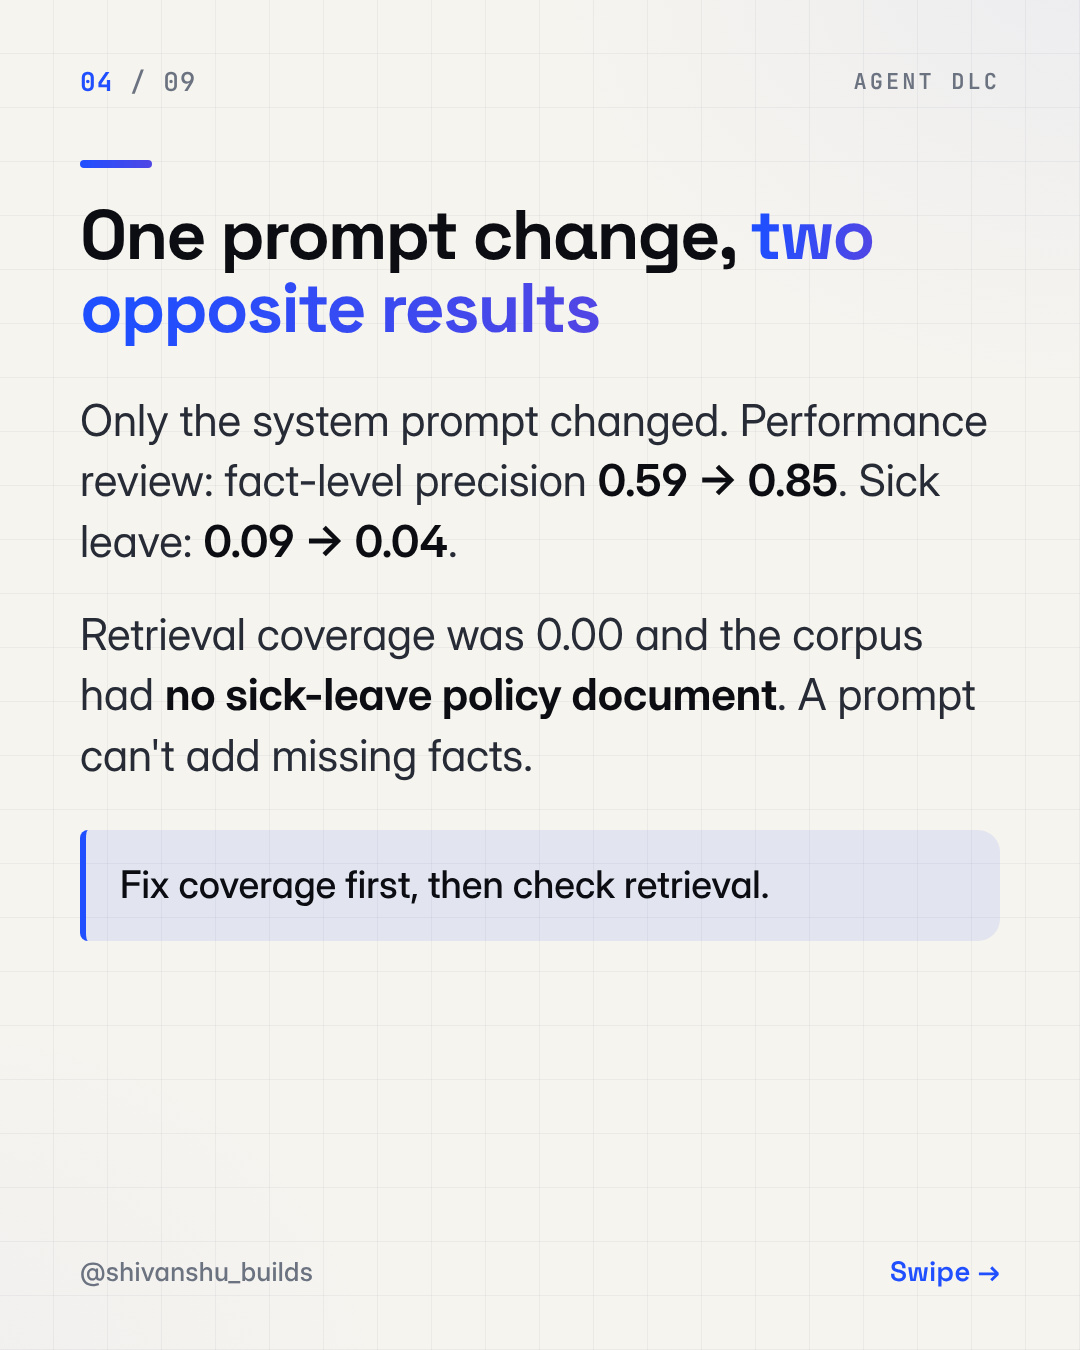 04 / 09
AGENT DLC
One prompt change, two
opposite results
Only the system prompt changed. Performance
review: fact-level precision 0.59 → 0.85. Sick
leave: 0.09 → 0.04.
Retrieval coverage was 0.00 and the corpus
had no sick-leave policy document. A prompt
can't add missing facts.
Fix coverage first, then check retrieval.
@shivanshu_builds
Swipe →